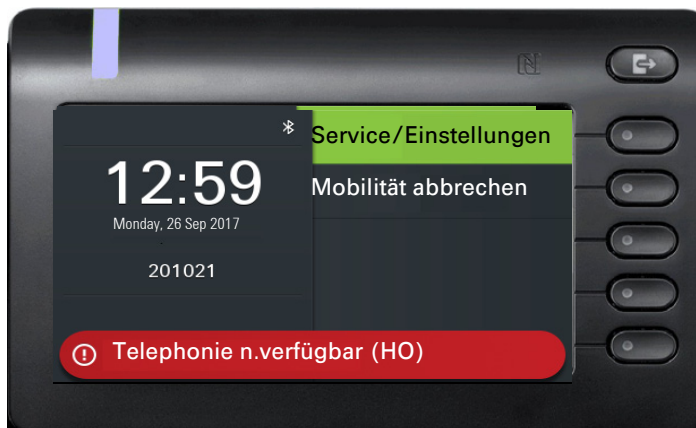 Service/Einstellungen
12:59
Mobilität abbrechen
Monday, 26 Sep 2017
201021
Telephonie n.verfügbar (HO)